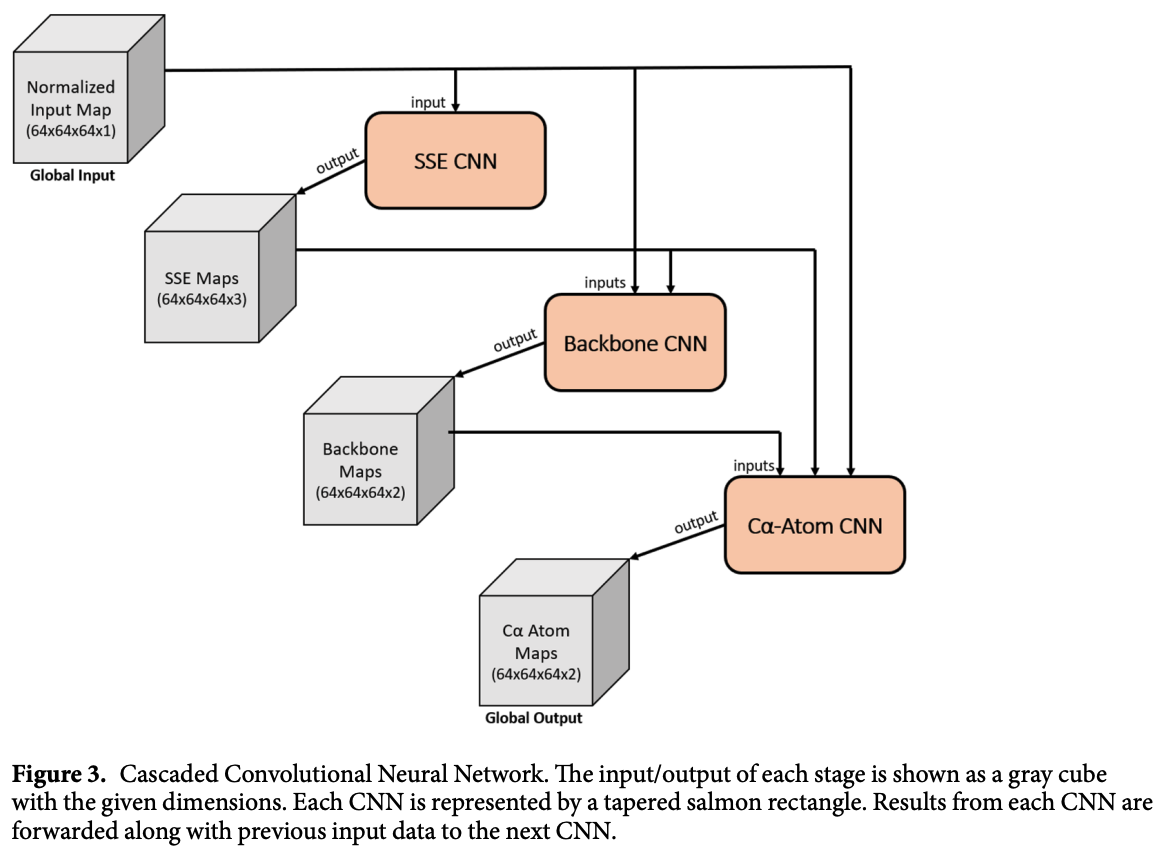 Normalized
Input Map
(64x64x64x1)
Global Input
input
SSE CNN
output
SSE Maps
(64x64x64x3)
inputs
Backbone CNN
output
Backbone
Maps
(64x64x64x2)
inputs
Cα-Atom CNN
output
Cα Atom
Maps
(64x64x64x2)
Global Output
Figure 3. Cascaded Convolutional Neural Network. The input/output of each stage is shown as a gray cube
with the given dimensions. Each CNN is represented by a tapered salmon rectangle. Results from each CNN are
forwarded along with previous input data to the next CNN.